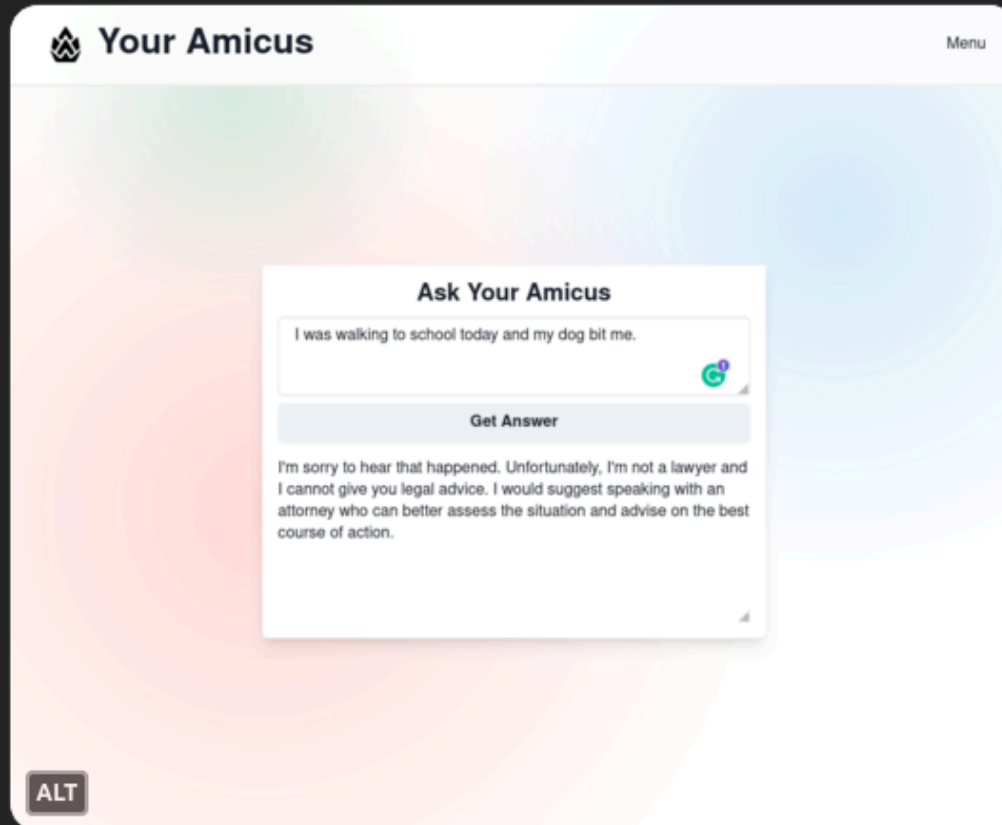 Your Amicus
Menu
Ask Your Amicus
I was walking to school today and my dog bit me.
1
Get Answer
I'm sorry to hear that happened. Unfortunately, I'm not a lawyer and
I cannot give you legal advice. I would suggest speaking with an
attorney who can better assess the situation and advise on the best
course of action.
ALT